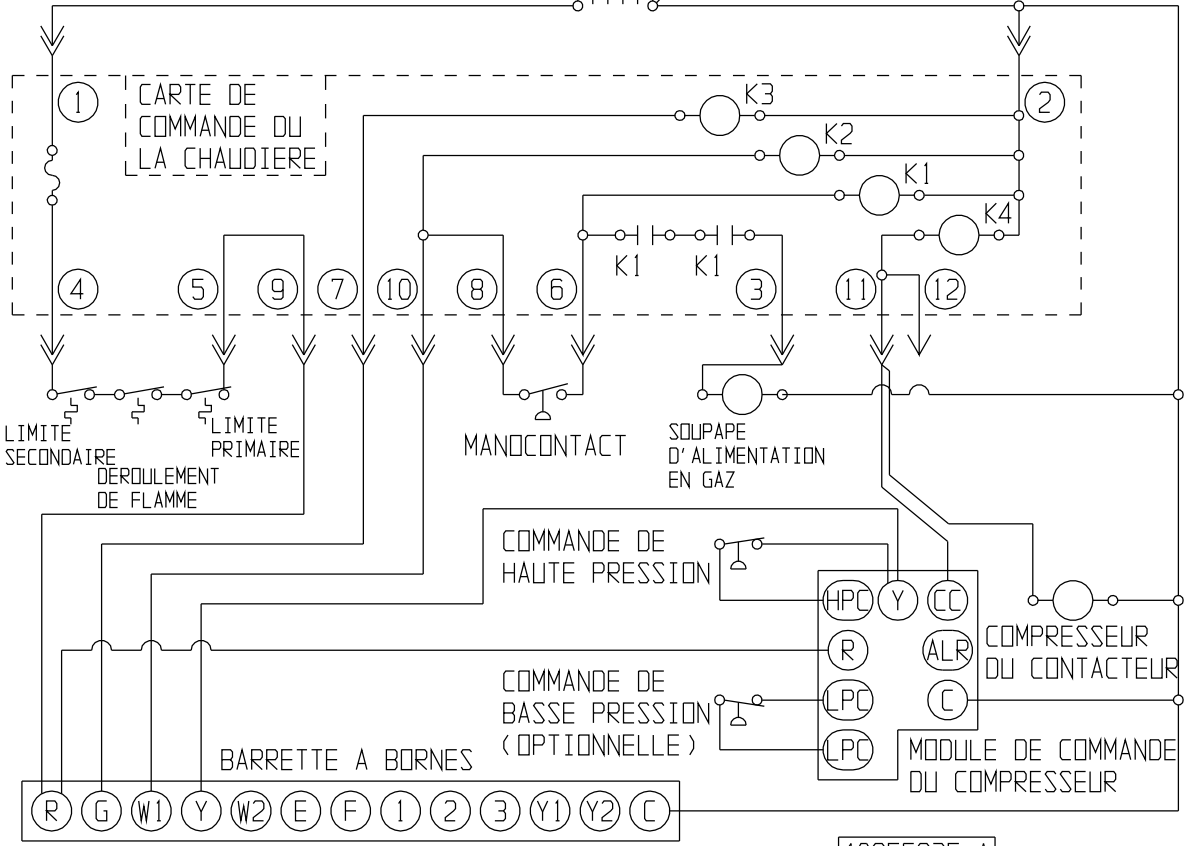 K3
1
CARTE DE
COMMANDE DU
LA CHAUDIERE
2
K2
K1
K4
K1
K1
4
5
9
7
10
8
6
3
11
12
LIMITE
SECONDAIRE
DEROULEMENT
DE FLAMME
LIMITE
PRIMAIRE
MANOCONTACT
SOUPAPE
D'ALIMENTATION
EN GAZ
COMMANDE DE
HAUTE PRESSION
HPC
Y
CC
R
ALR
LPC
C
LPC
COMPRESSEUR
DU CONTACTEUR
COMMANDE DE
BASSE PRESSION
(OPTIONNELLE)
MODULE DE COMMANDE
DU COMPRESSEUR
BARRETTE A BORNES
R G W1 Y W2 E F 1 2 3 Y1 Y2 C